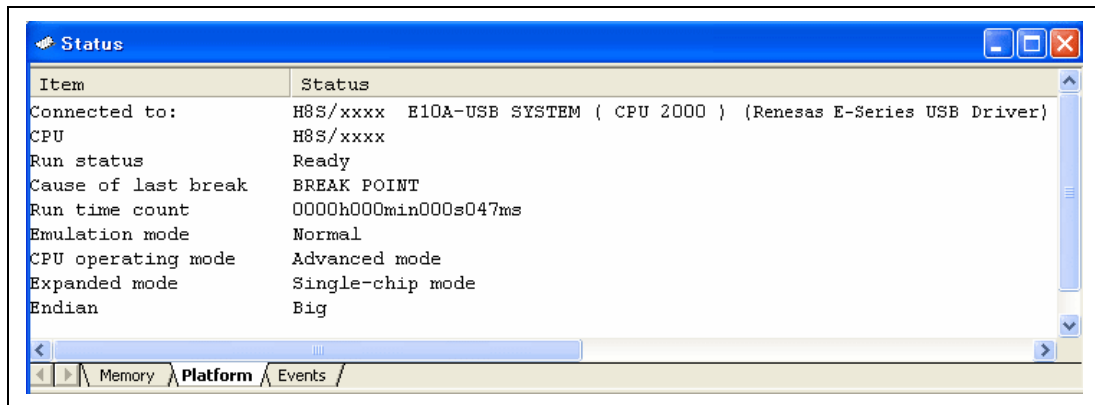 Status
Item Status
Connected to: H8S/xxxx E10A-USB SYSTEM ( CPU 2000 ) (Renesas E-Series USB Driver)
CPU H8S/xxxx
Run status Ready
Cause of last break BREAK POINT
Run time count 0000h000min000s047ms
Emulation mode Normal
CPU operating mode Advanced mode
Expanded mode Single-chip mode
Endian Big
Memory Platform Events